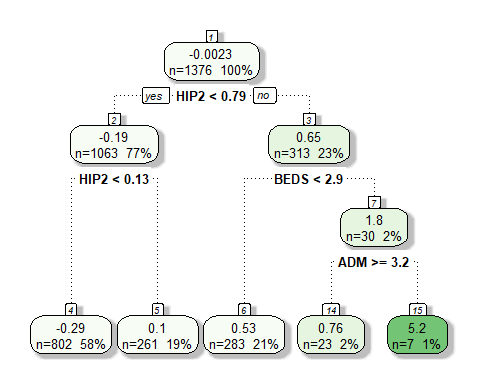 1
-0.0023
n=1376 100%
yes HIP2 < 0.79 no
2
-0.19
n=1063 77%
3
0.65
n=313 23%
HIP2 < 0.13
BEDS < 2.9
7
1.8
n=30 2%
ADM >= 3.2
4
-0.29
n=802 58%
5
0.1
n=261 19%
6
0.53
n=283 21%
14
0.76
n=23 2%
15
5.2
n=7 1%